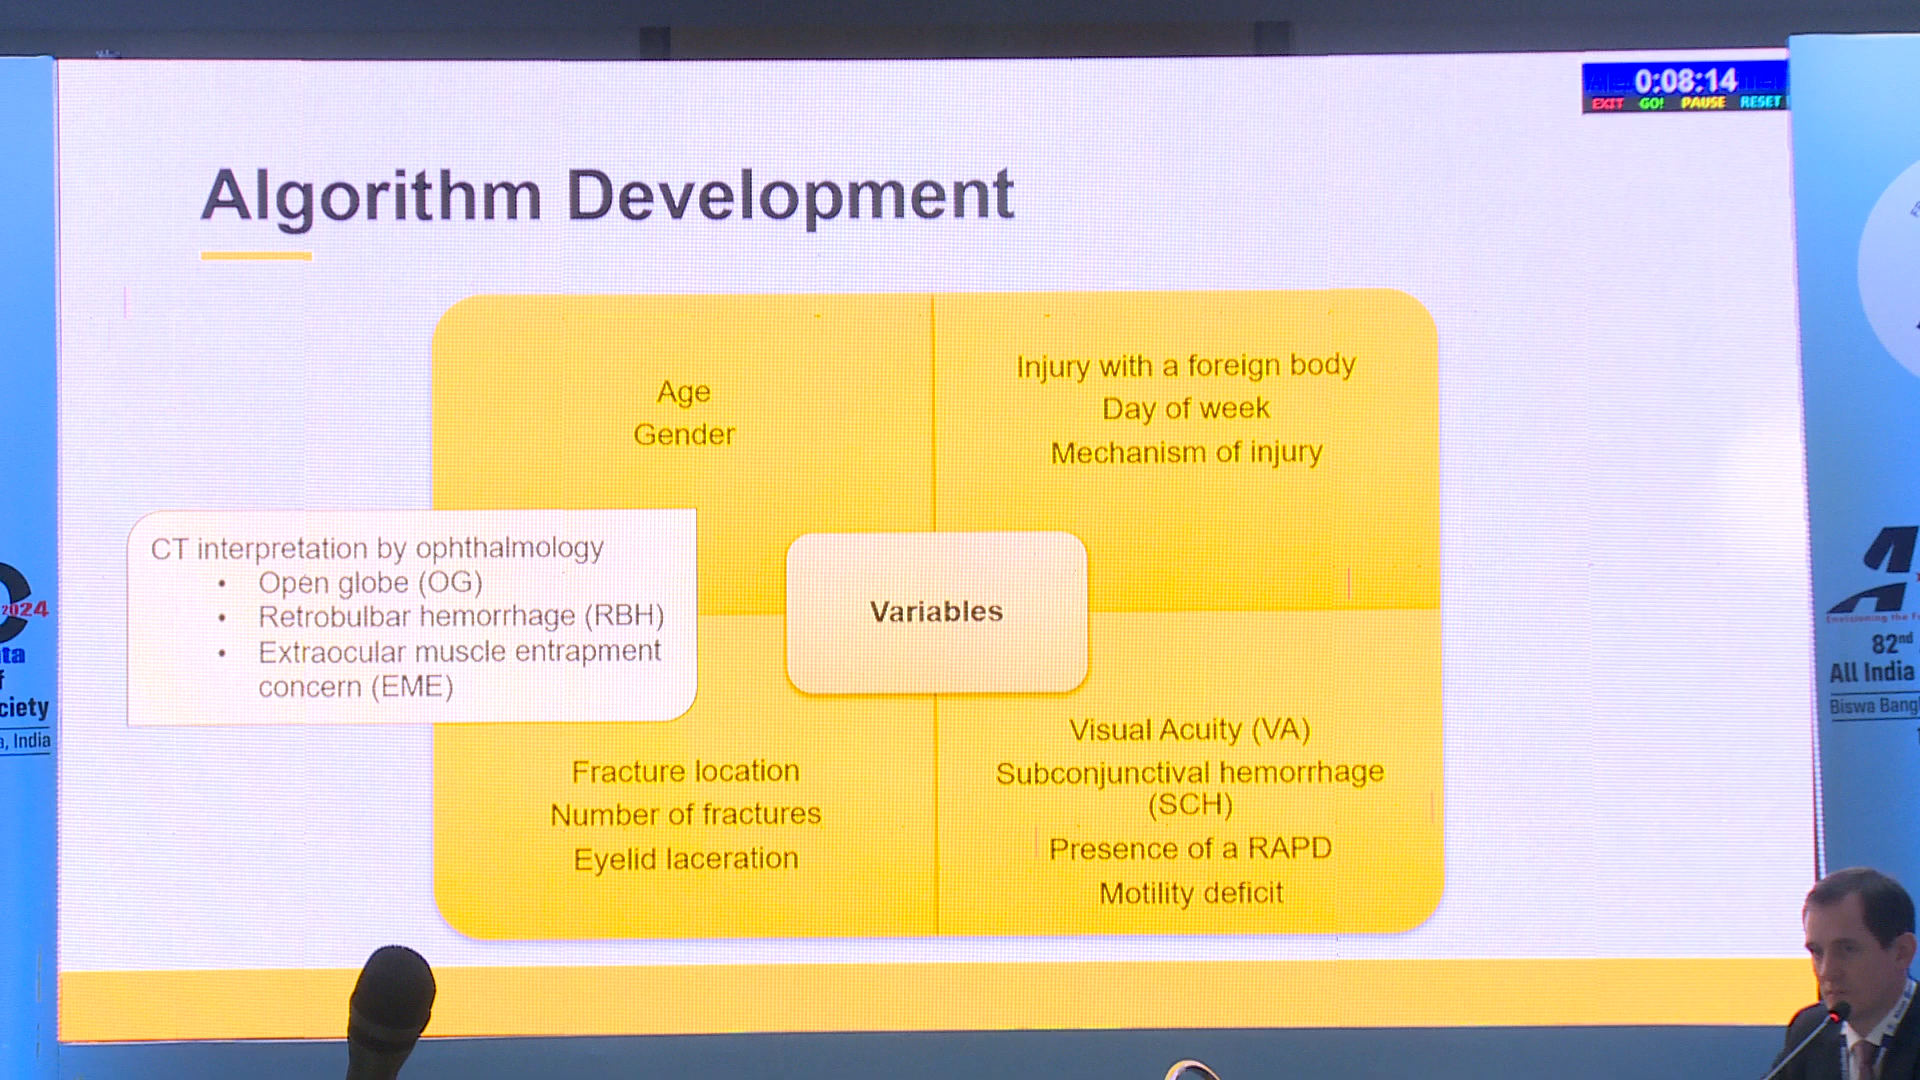 0:08:14
EXIT GO! PAUSE RESET
Algorithm Development
Age
Gender
Injury with a foreign body
Day of week
Mechanism of injury
CT interpretation by ophthalmology
• Open globe (OG)
• Retrobulbar hemorrhage (RBH)
• Extraocular muscle entrapment
concern (EME)
Variables
Fracture location
Number of fractures
Eyelid laceration
Visual Acuity (VA)
Subconjunctival hemorrhage
(SCH)
Presence of a RAPD
Motility deficit
2024
ciety
, India
82nd
All India
Biswa Bang